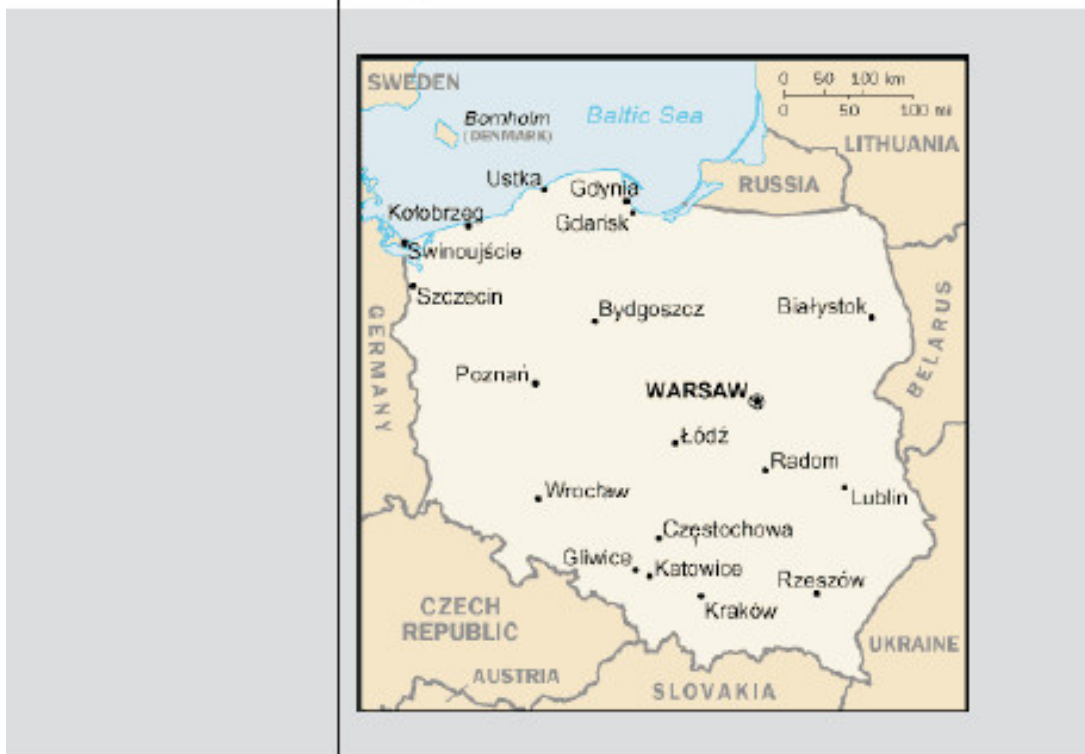 SWEDEN
0 50 100 km
0 50 100 mi
Bornholm
(DENMARK)
Baltic Sea
LITHUANIA
RUSSIA
Ustka
Gdynia
Gdańsk
Kołobrzeg
Świnoujście
Szczecin
GERMANY
Bydgoszcz
Białystok
BELARUS
Poznań
WARSAW
Łódź
Radom
Lublin
Wrocław
Częstochowa
Gliwice
Katowice
Rzeszów
Kraków
CZECH
REPUBLIC
UKRAINE
AUSTRIA
SLOVAKIA